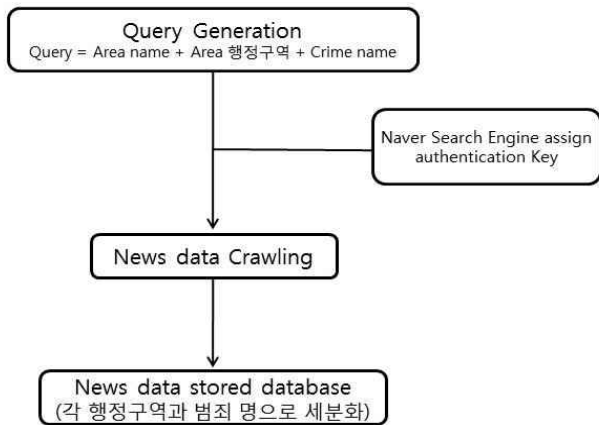 Query Generation
Query = Area name + Area 행정구역 + Crime name
Naver Search Engine assign
authentication Key
News data Crawling
News data stored database
(각 행정구역과 범죄 명으로 세분화)